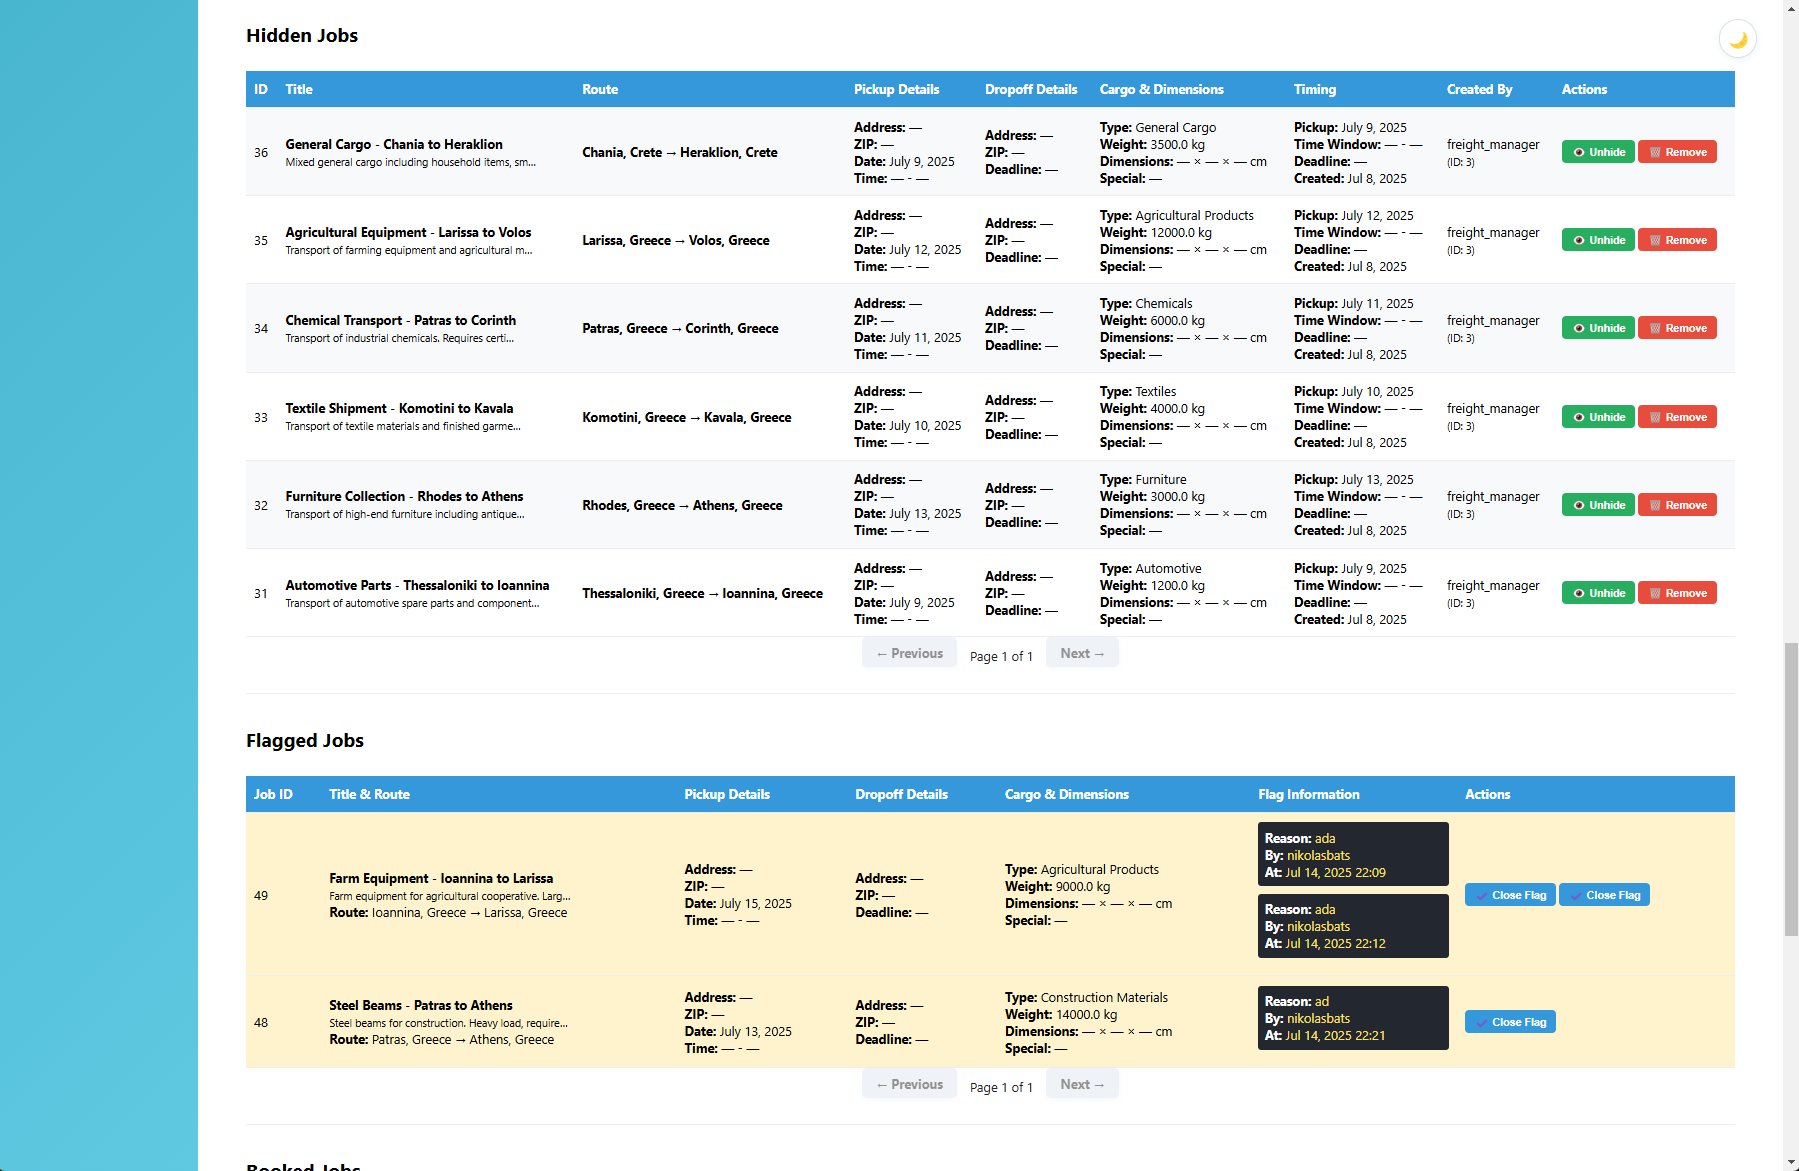 Hidden Jobs
ID Title Route Pickup Details Dropoff Details Cargo & Dimensions Timing Created By Actions
36
General Cargo - Chania to Heraklion
Mixed general cargo including household items, sm...
Chania, Crete → Heraklion, Crete
Address: —
ZIP: —
Date: July 9, 2025
Time: — - —
Address: —
ZIP: —
Deadline: —
Type: General Cargo
Weight: 3500.0 kg
Dimensions: — × — × — cm
Special: —
Pickup: July 9, 2025
Time Window: — - —
Deadline: —
Created: Jul 8, 2025
freight_manager
(ID: 3)
Unhide Remove
35
Agricultural Equipment - Larissa to Volos
Transport of farming equipment and agricultural m...
Larissa, Greece → Volos, Greece
Address: —
ZIP: —
Date: July 12, 2025
Time: — - —
Address: —
ZIP: —
Deadline: —
Type: Agricultural Products
Weight: 12000.0 kg
Dimensions: — × — × — cm
Special: —
Pickup: July 12, 2025
Time Window: — - —
Deadline: —
Created: Jul 8, 2025
freight_manager
(ID: 3)
Unhide Remove
34
Chemical Transport - Patras to Corinth
Transport of industrial chemicals. Requires certi...
Patras, Greece → Corinth, Greece
Address: —
ZIP: —
Date: July 11, 2025
Time: — - —
Address: —
ZIP: —
Deadline: —
Type: Chemicals
Weight: 6000.0 kg
Dimensions: — × — × — cm
Special: —
Pickup: July 11, 2025
Time Window: — - —
Deadline: —
Created: Jul 8, 2025
freight_manager
(ID: 3)
Unhide Remove
33
Textile Shipment - Komotini to Kavala
Transport of textile materials and finished garme...
Komotini, Greece → Kavala, Greece
Address: —
ZIP: —
Date: July 10, 2025
Time: — - —
Address: —
ZIP: —
Deadline: —
Type: Textiles
Weight: 4000.0 kg
Dimensions: — × — × — cm
Special: —
Pickup: July 10, 2025
Time Window: — - —
Deadline: —
Created: Jul 8, 2025
freight_manager
(ID: 3)
Unhide Remove
32
Furniture Collection - Rhodes to Athens
Transport of high-end furniture including antique...
Rhodes, Greece → Athens, Greece
Address: —
ZIP: —
Date: July 13, 2025
Time: — - —
Address: —
ZIP: —
Deadline: —
Type: Furniture
Weight: 3000.0 kg
Dimensions: — × — × — cm
Special: —
Pickup: July 13, 2025
Time Window: — - —
Deadline: —
Created: Jul 8, 2025
freight_manager
(ID: 3)
Unhide Remove
31
Automotive Parts - Thessaloniki to Ioannina
Transport of automotive spare parts and component...
Thessaloniki, Greece → Ioannina, Greece
Address: —
ZIP: —
Date: July 9, 2025
Time: — - —
Address: —
ZIP: —
Deadline: —
Type: Automotive
Weight: 1200.0 kg
Dimensions: — × — × — cm
Special: —
Pickup: July 9, 2025
Time Window: — - —
Deadline: —
Created: Jul 8, 2025
freight_manager
(ID: 3)
Unhide Remove
← Previous Page 1 of 1 Next →
Flagged Jobs
Job ID Title & Route Pickup Details Dropoff Details Cargo & Dimensions Flag Information Actions
49
Farm Equipment - Ioannina to Larissa
Farm equipment for agricultural cooperative. Larg...
Route: Ioannina, Greece → Larissa, Greece
Address: —
ZIP: —
Date: July 15, 2025
Time: — - —
Address: —
ZIP: —
Deadline: —
Type: Agricultural Products
Weight: 9000.0 kg
Dimensions: — × — × — cm
Special: —
Reason: ada
By: nikolasbats
At: Jul 14, 2025 22:09
Reason: ada
By: nikolasbats
At: Jul 14, 2025 22:12
Close Flag Close Flag
48
Steel Beams - Patras to Athens
Steel beams for construction. Heavy load, require...
Route: Patras, Greece → Athens, Greece
Address: —
ZIP: —
Date: July 13, 2025
Time: — - —
Address: —
ZIP: —
Deadline: —
Type: Construction Materials
Weight: 14000.0 kg
Dimensions: — × — × — cm
Special: —
Reason: ad
By: nikolasbats
At: Jul 14, 2025 22:21
Close Flag
← Previous Page 1 of 1 Next →
Booked Jobs